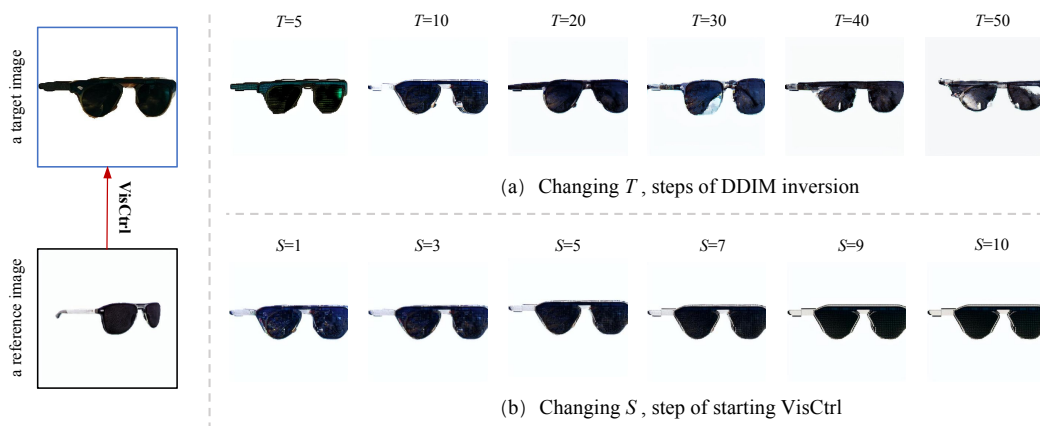 a target image
VisCtrl
a reference image
T=5 T=10 T=20 T=30 T=40 T=50
(a) Changing T , steps of DDIM inversion
S=1 S=3 S=5 S=7 S=9 S=10
(b) Changing S , step of starting VisCtrl